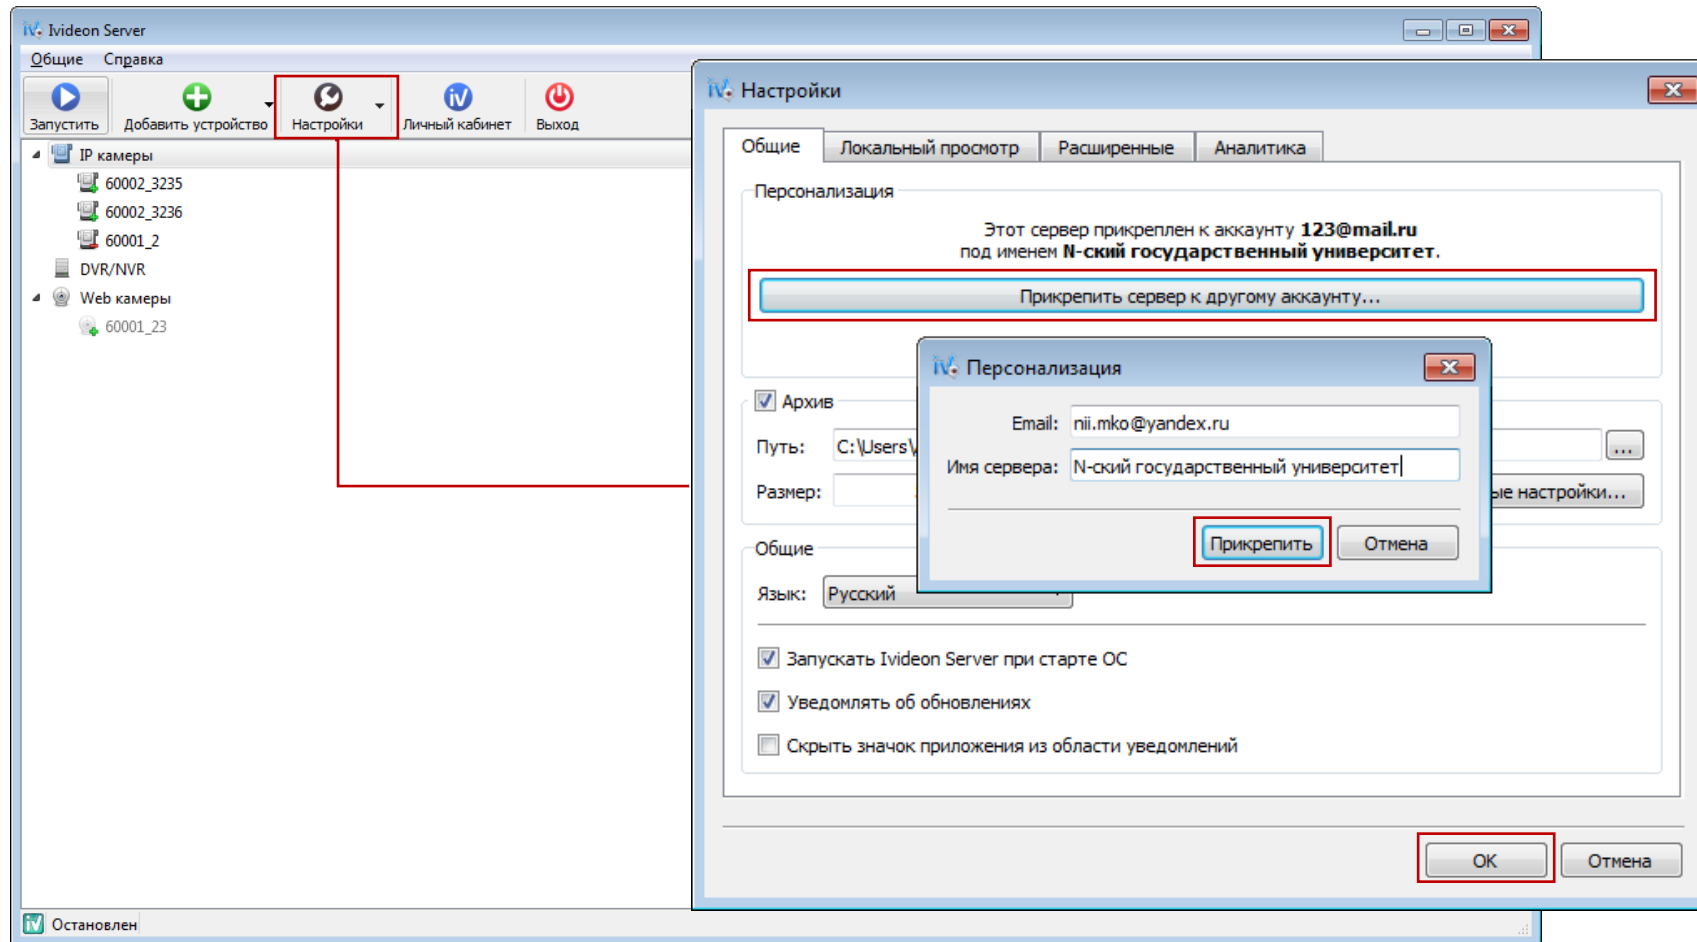 Ivideon Server
Общие Справка
Запустить Добавить устройство Настройки Личный кабинет Выход
IP камеры
60002_3235
60002_3236
60001_2
DVR/NVR
Web камеры
60001_23
Остановлен
Настройки
Общие Локальный просмотр Расширенные Аналитика
Персонализация
Этот сервер прикреплен к аккаунту 123@mail.ru
под именем N-ский государственный университет.
Прикрепить сервер к другому аккаунту...
Архив
Путь: C:\Users\ ...
Размер: настройки...
Персонализация
Email: nii.mko@yandex.ru
Имя сервера: N-ский государственный университет
Прикрепить Отмена
Общие
Язык: Русский
Запускать Ivideon Server при старте ОС
Уведомлять об обновлениях
Скрыть значок приложения из области уведомлений
OK Отмена